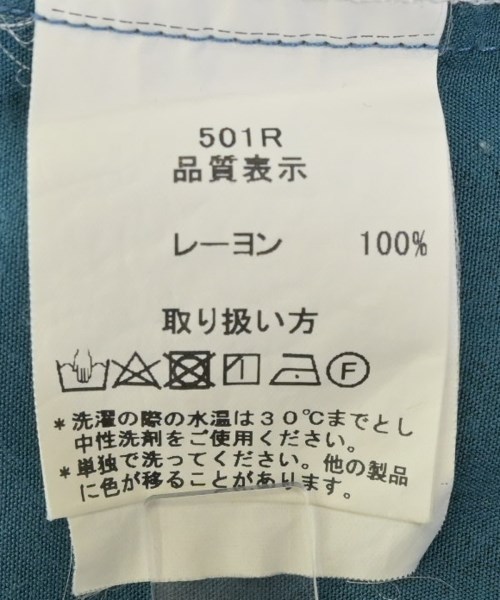 501R
品質表示
レーヨン 100%
取り扱い方
F
*洗濯の際の水温は30℃までとし
中性洗剤をご使用ください。
*単独で洗ってください。他の製品
に色が移ることがあります。